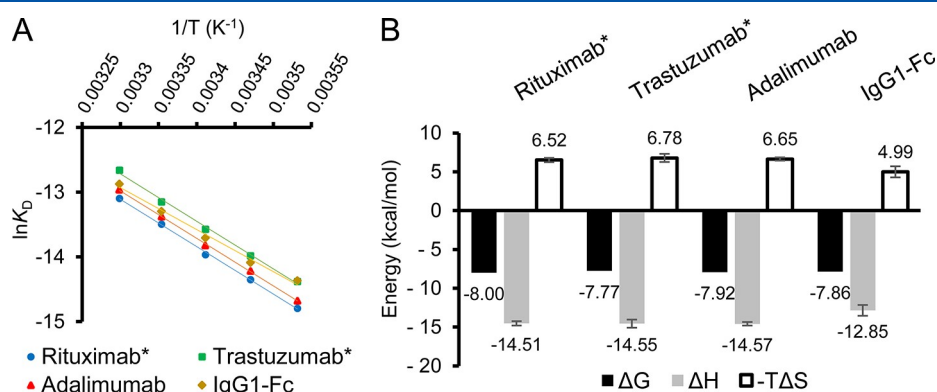 A
1/T (K-1)
0.00325
0.0033
0.00335
0.0034
0.00345
0.0035
0.00355
-12
-13
-14
-15
lnKD
Rituximab*
Trastuzumab*
Adalimumab
IgG1-Fc
B
Rituximab*
Trastuzumab*
Adalimumab
IgG1-Fc
Energy (kcal/mol)
10
5
0
- 5
- 10
- 15
- 20
6.52
6.78
6.65
4.99
-8.00
-7.77
-7.92
-7.86
-14.51
-14.55
-14.57
-12.85
ΔG
ΔH
-TΔS